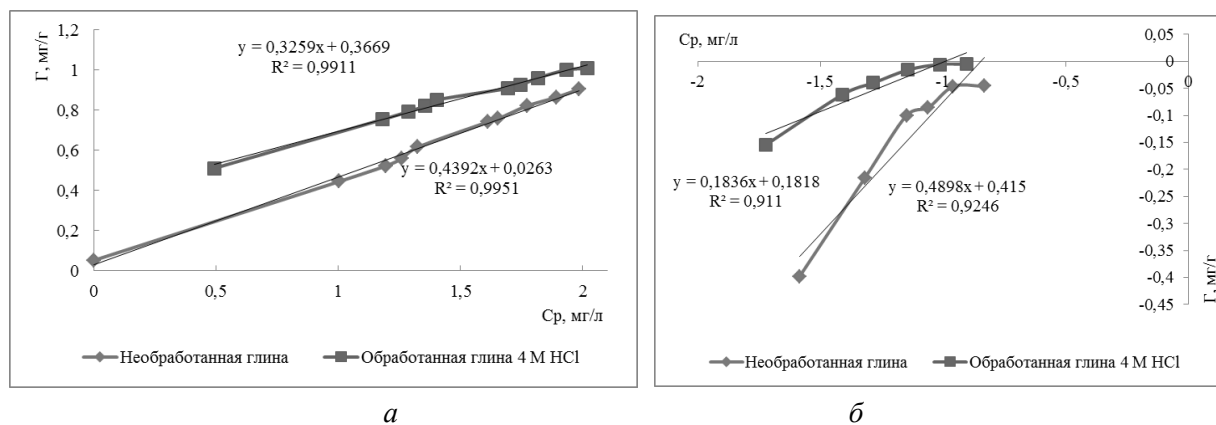 Г, мг/г
1,2
1
0,8
0,6
0,4
0,2
0
y = 0,3259x + 0,3669
R² = 0,9911
y = 0,4392x + 0,0263
R² = 0,9951
0 0,5 1 1,5 2
Ср, мг/л
Необработанная глина Обработанная глина 4 М HCl
а
Ср, мг/л
-2 -1,5 -1 -0,5 0
0,05
0
-0,05
-0,1
-0,15
-0,2
-0,25
-0,3
-0,35
-0,4
-0,45
Г, мг/г
y = 0,1836x + 0,1818
R² = 0,911
y = 0,4898x + 0,415
R² = 0,9246
Необработанная глина Обработанная глина 4 М HCl
б